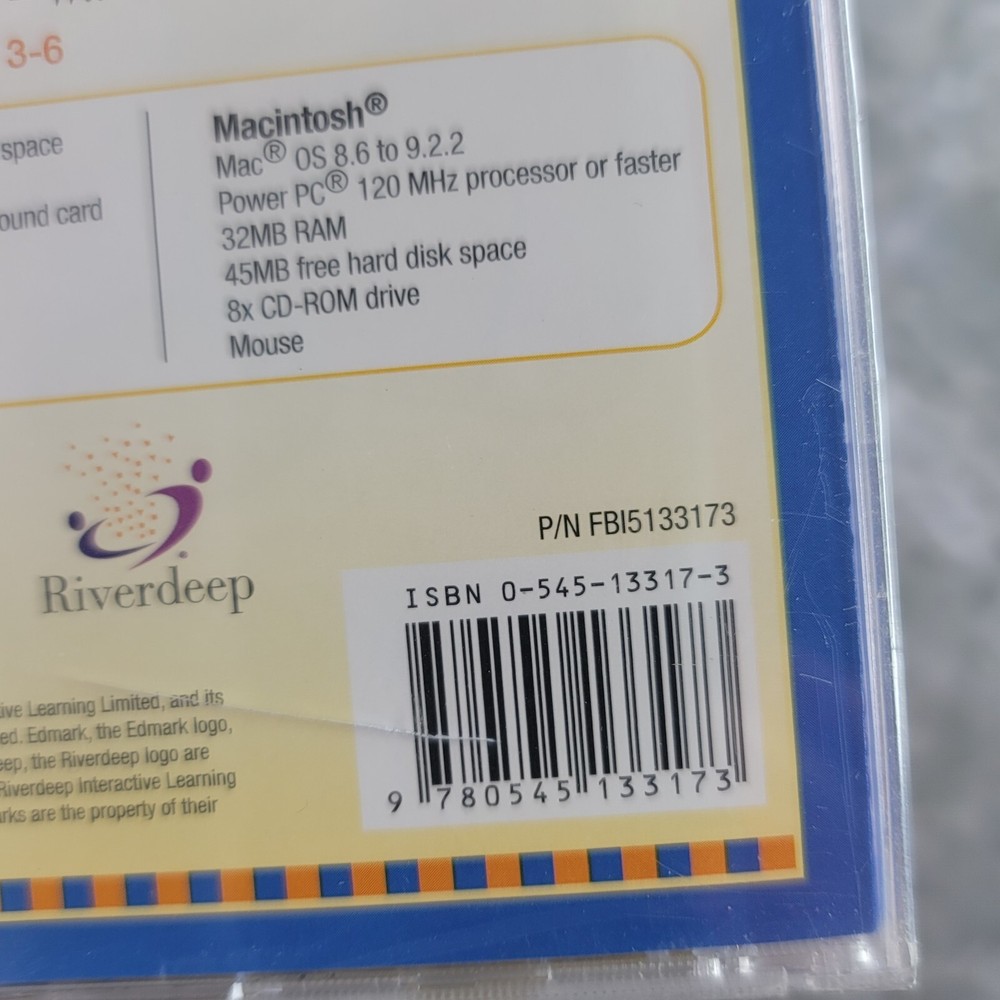 3-6
space
ound card
Macintosh®
Mac® OS 8.6 to 9.2.2
Power PC® 120 MHz processor or faster
32MB RAM
45MB free hard disk space
8x CD-ROM drive
Mouse
Riverdeep
P/N FBI5133173
ISBN 0-545-13317-3
9 780545 133173
ive Learning Limited, and its
ed. Edmark, the Edmark logo,
eep, the Riverdeep logo are
Riverdeep Interactive Learning
arks are the property of their